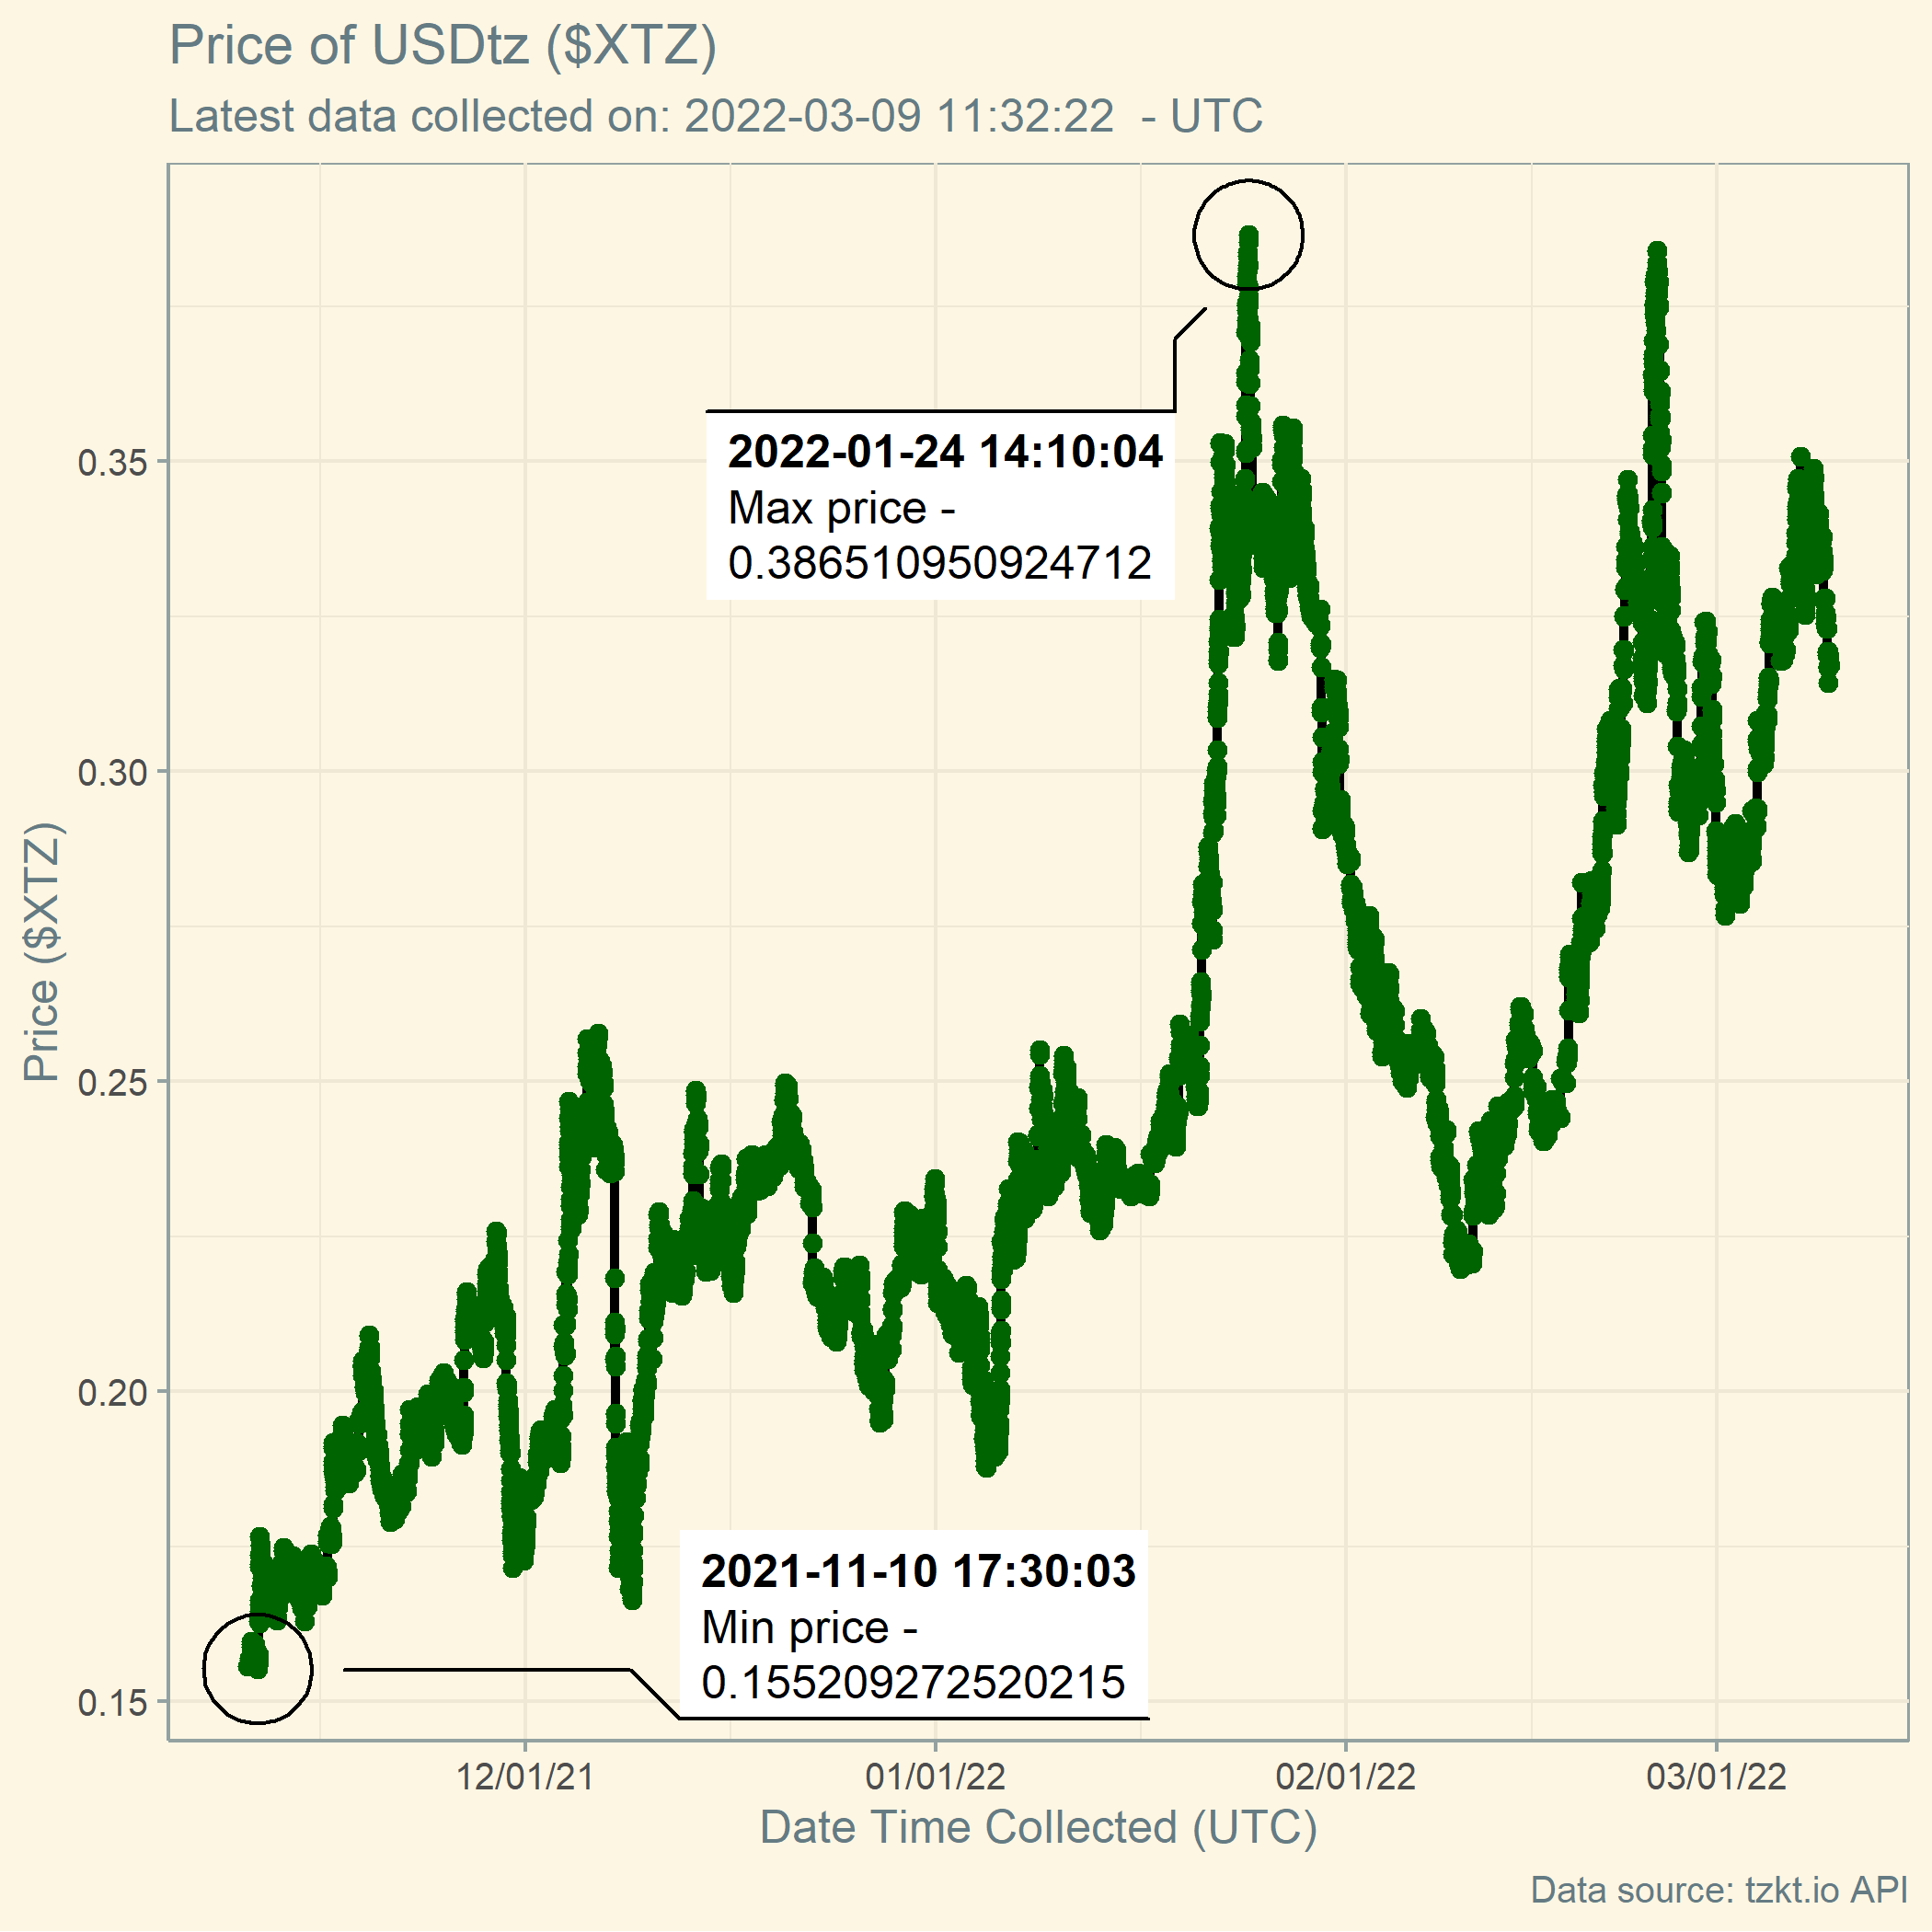 Price of USDtz ($XTZ)
Latest data collected on: 2022-03-09 11:32:22  - UTC
2022-01-24 14:10:04
Max price -
0.386510950924712
0.35
0.30
0.25
0.20
0.15
Price ($XTZ)
2021-11-10 17:30:03
Min price -
0.155209272520215
12/01/21
01/01/22
02/01/22
03/01/22
Date Time Collected (UTC)
Data source: tzkt.io API